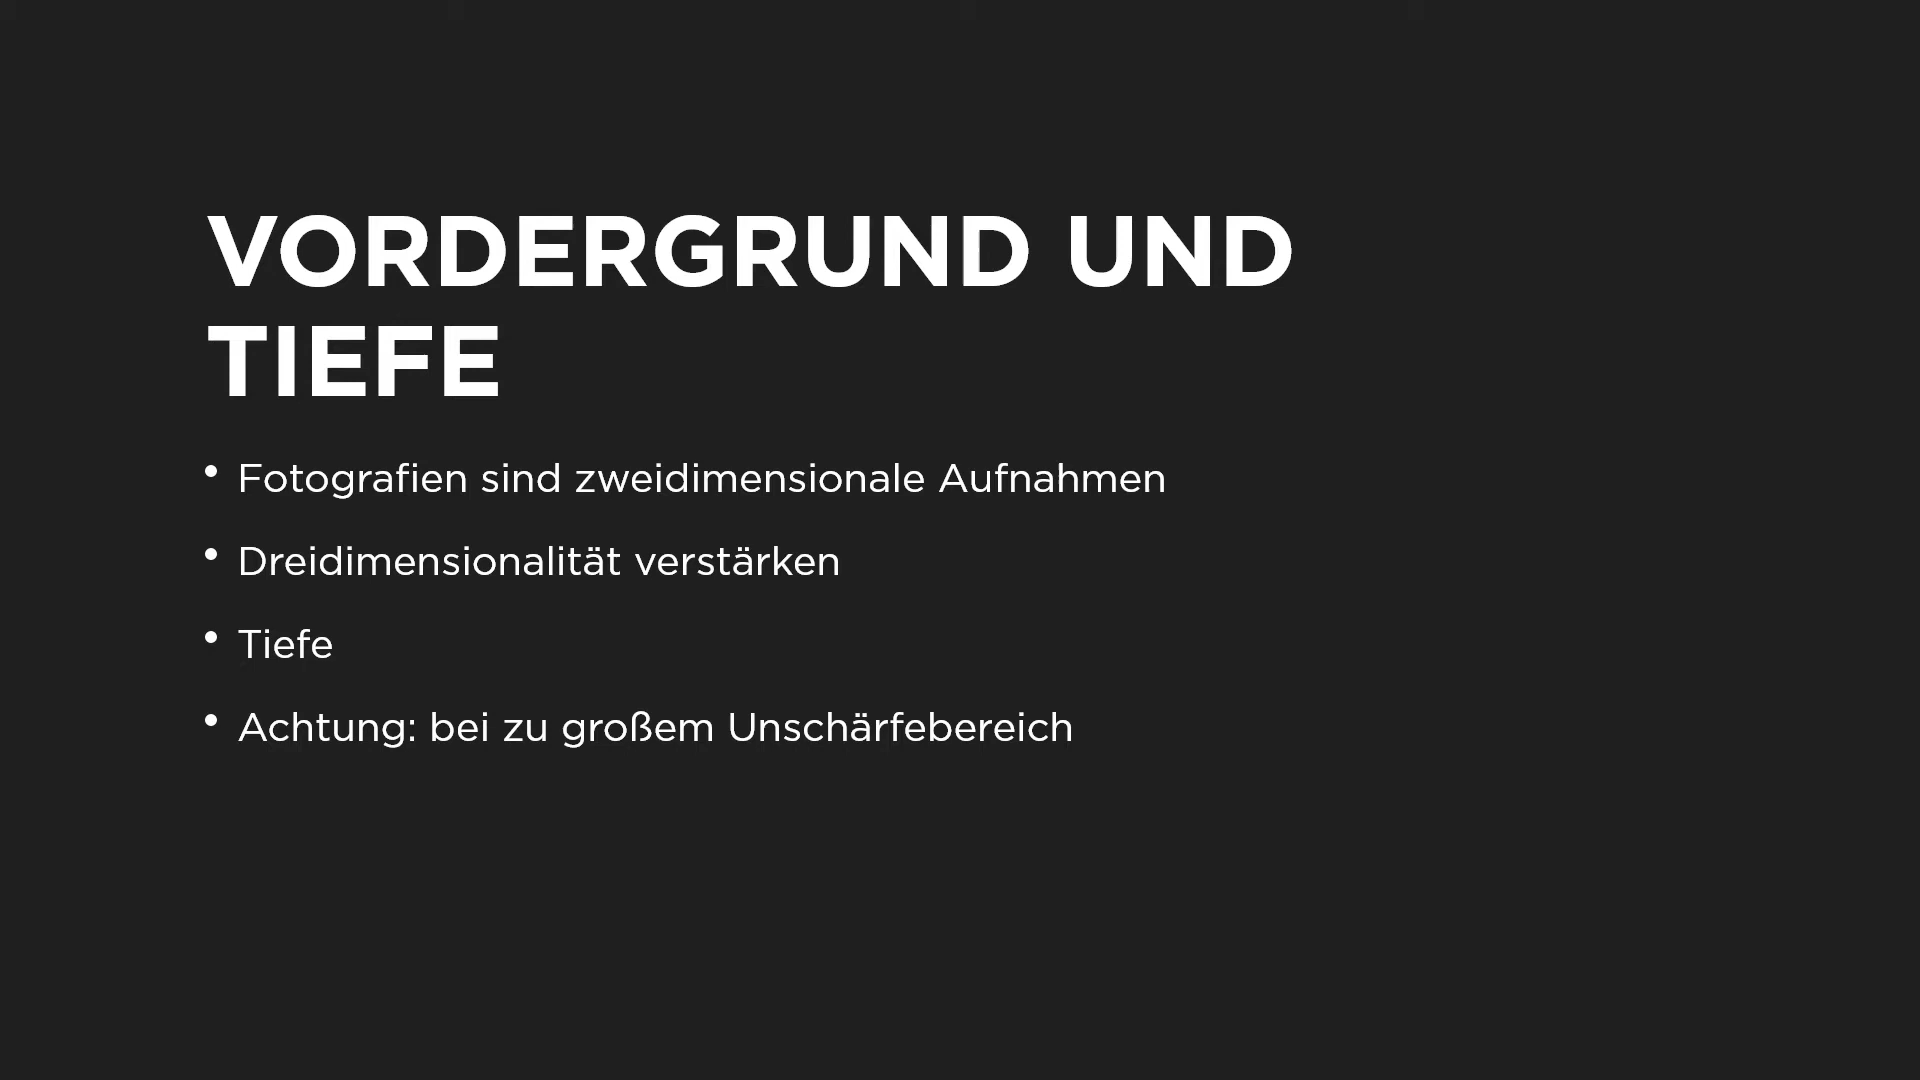 VORDERGRUND UND
TIEFE
• Fotografien sind zweidimensionale Aufnahmen
• Dreidimensionalität verstärken
• Tiefe
• Achtung: bei zu großem Unschärfebereich